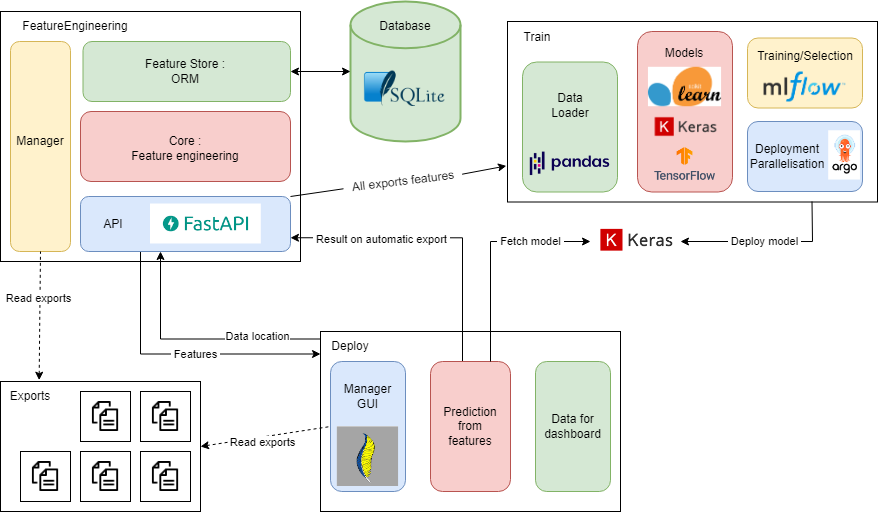 FeatureEngineering
Manager
Feature Store :
ORM
Core :
Feature engineering
API
FastAPI
Database
SQLite
Train
Data
Loader
pandas
Models
learn
Keras
TensorFlow
Training/Selection
mlflow
Deployment
Parallelisation
argo
All exports features
Result on automatic export
Fetch model
Keras
Deploy model
Read exports
Data location
Features
Exports
Read exports
Deploy
Manager
GUI
Prediction
from
features
Data for
dashboard